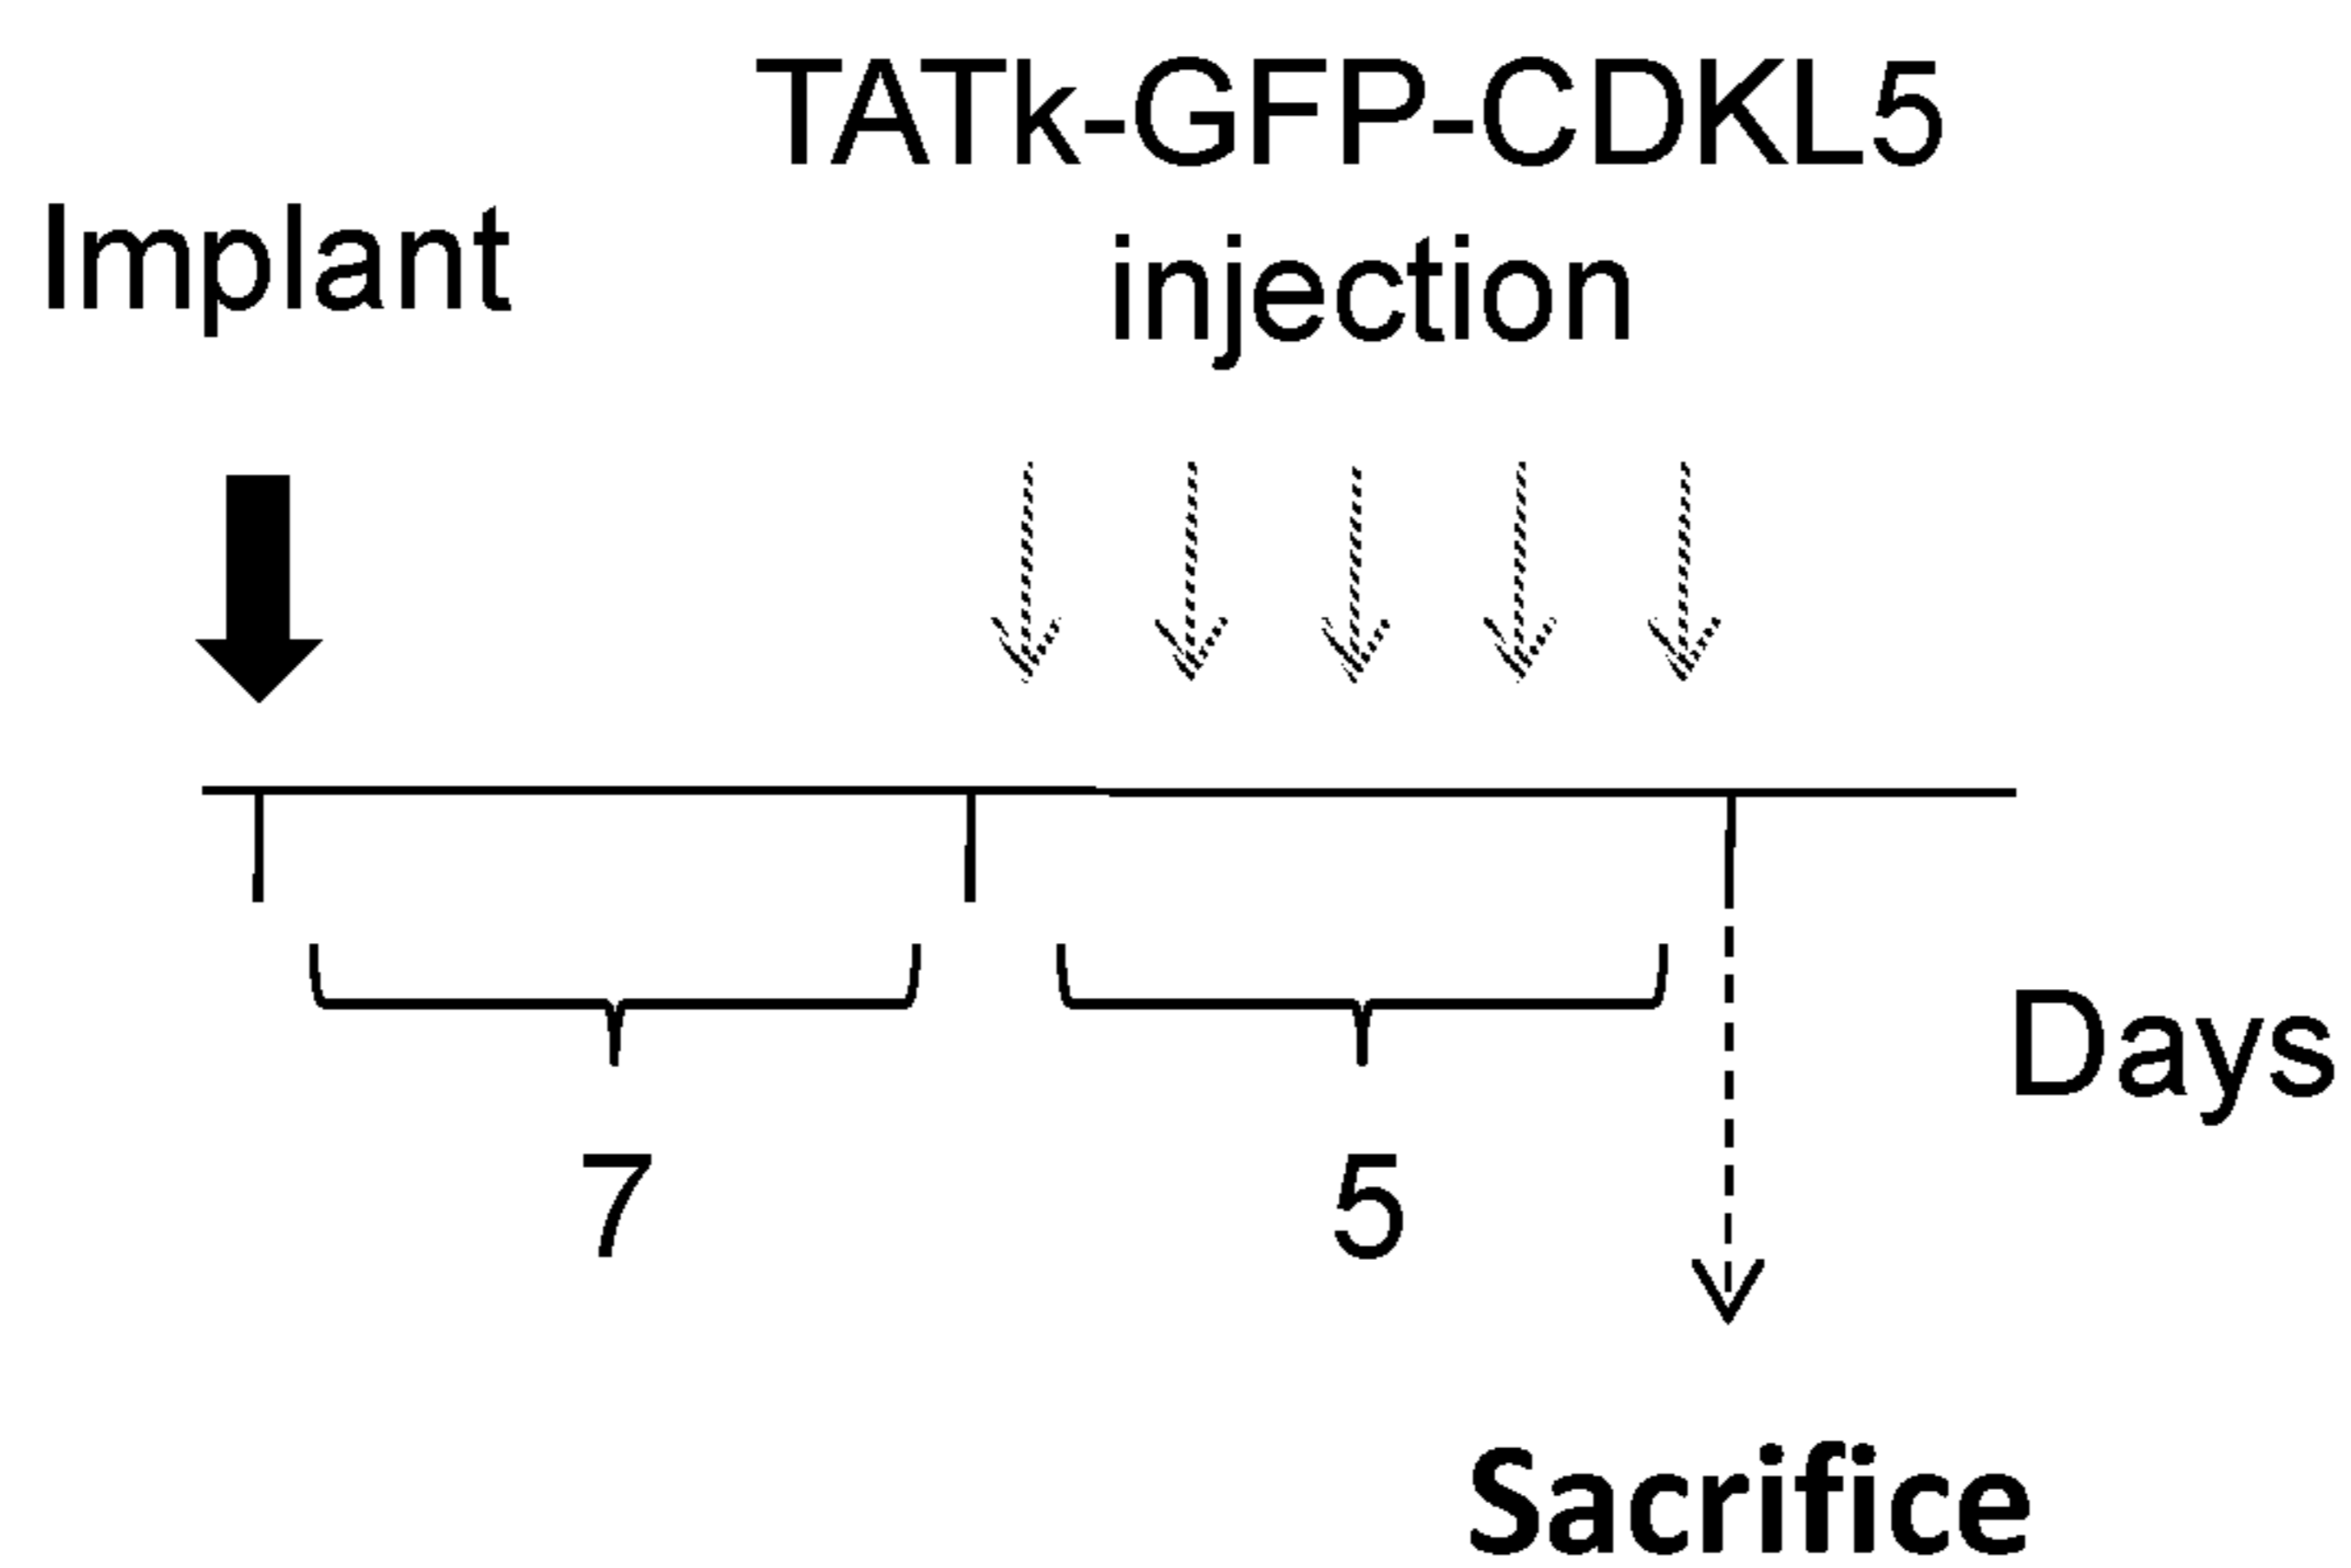 TATk-GFP-CDKL5
injection
Implant
Days
7
5
Sacrifice